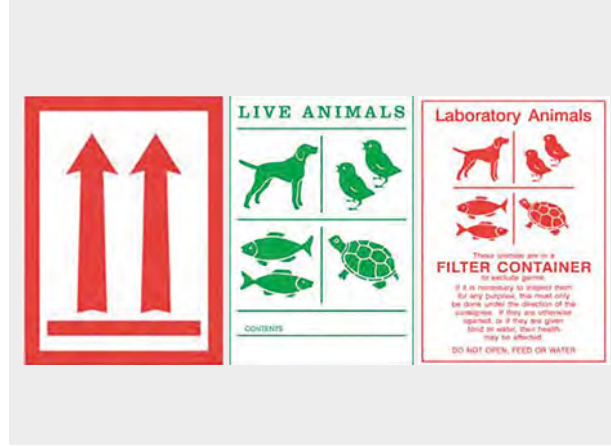 LIVE ANIMALS
CONTENTS
Laboratory Animals
These animals are in a
FILTER CONTAINER
to exclude germs.
If it is necessary to inspect them
for any purpose, this must only
be done under the direction of the
consignee. If they are otherwise
opened, or if they are given
food or water, their health
may be affected.
DO NOT OPEN, FEED OR WATER